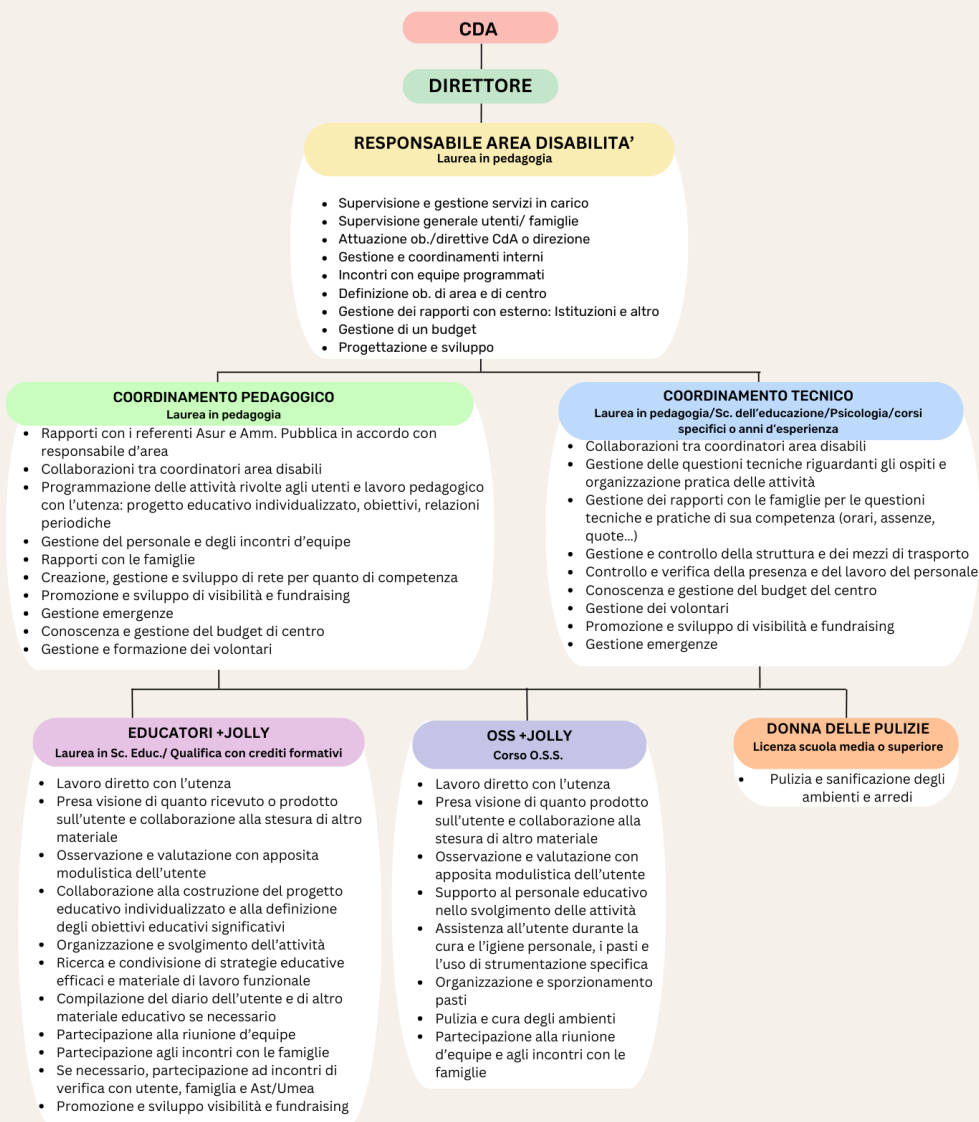 CDA
DIRETTORE
RESPONSABILE AREA DISABILITA'
Laurea in pedagogia
• Supervisione e gestione servizi in carico
• Supervisione generale utenti/ famiglie
• Attuazione ob./direttive CdA o direzione
• Gestione e coordinamenti interni
• Incontri con equipe programmati
• Definizione ob. di area e di centro
• Gestione dei rapporti con esterno: Istituzioni e altro
• Gestione di un budget
• Progettazione e sviluppo
COORDINAMENTO PEDAGOGICO
Laurea in pedagogia
• Rapporti con i referenti Asur e Amm. Pubblica in accordo con
responsabile d'area
• Collaborazioni tra coordinatori area disabili
• Programmazione delle attività rivolte agli utenti e lavoro pedagogico
con l'utenza: progetto educativo individualizzato, obiettivi, relazioni
periodiche
• Gestione del personale e degli incontri d'equipe
• Rapporti con le famiglie
• Creazione, gestione e sviluppo di rete per quanto di competenza
• Promozione e sviluppo di visibilità e fundraising
• Gestione emergenze
• Conoscenza e gestione del budget di centro
• Gestione e formazione dei volontari
COORDINAMENTO TECNICO
Laurea in pedagogia/Sc. dell'educazione/Psicologia/corsi
specifici o anni d'esperienza
• Collaborazioni tra coordinatori area disabili
• Gestione delle questioni tecniche riguardanti gli ospiti e
organizzazione pratica delle attività
• Gestione dei rapporti con le famiglie per le questioni
tecniche e pratiche di sua competenza (orari, assenze,
quote...)
• Gestione e controllo della struttura e dei mezzi di trasporto
• Controllo e verifica della presenza e del lavoro del personale
• Conoscenza e gestione del budget del centro
• Gestione dei volontari
• Promozione e sviluppo di visibilità e fundraising
• Gestione emergenze
EDUCATORI +JOLLY
Laurea in Sc. Educ./ Qualifica con crediti formativi
• Lavoro diretto con l'utenza
• Presa visione di quanto ricevuto o prodotto
sull'utente e collaborazione alla stesura di altro
materiale
• Osservazione e valutazione con apposita
modulistica dell'utente
• Collaborazione alla costruzione del progetto
educativo individualizzato e alla definizione
degli obiettivi educativi significativi
• Organizzazione e svolgimento dell'attività
• Ricerca e condivisione di strategie educative
efficaci e materiale di lavoro funzionale
• Compilazione del diario dell'utente e di altro
materiale educativo se necessario
• Partecipazione alla riunione d'equipe
• Partecipazione agli incontri con le famiglie
• Se necessario, partecipazione ad incontri di
verifica con utente, famiglia e Ast/Umea
• Promozione e sviluppo visibilità e fundraising
OSS +JOLLY
Corso O.S.S.
• Lavoro diretto con l'utenza
• Presa visione di quanto prodotto
sull'utente e collaborazione alla
stesura di altro materiale
• Osservazione e valutazione con
apposita modulistica dell'utente
• Supporto al personale educativo
nello svolgimento delle attività
• Assistenza all'utente durante la
cura e l'igiene personale, i pasti e
l'uso di strumentazione specifica
• Organizzazione e sporzionamento
pasti
• Pulizia e cura degli ambienti
• Partecipazione alla riunione
d'equipe e agli incontri con le
famiglie
DONNA DELLE PULIZIE
Licenza scuola media o superiore
• Pulizia e sanificazione degli
ambienti e arredi